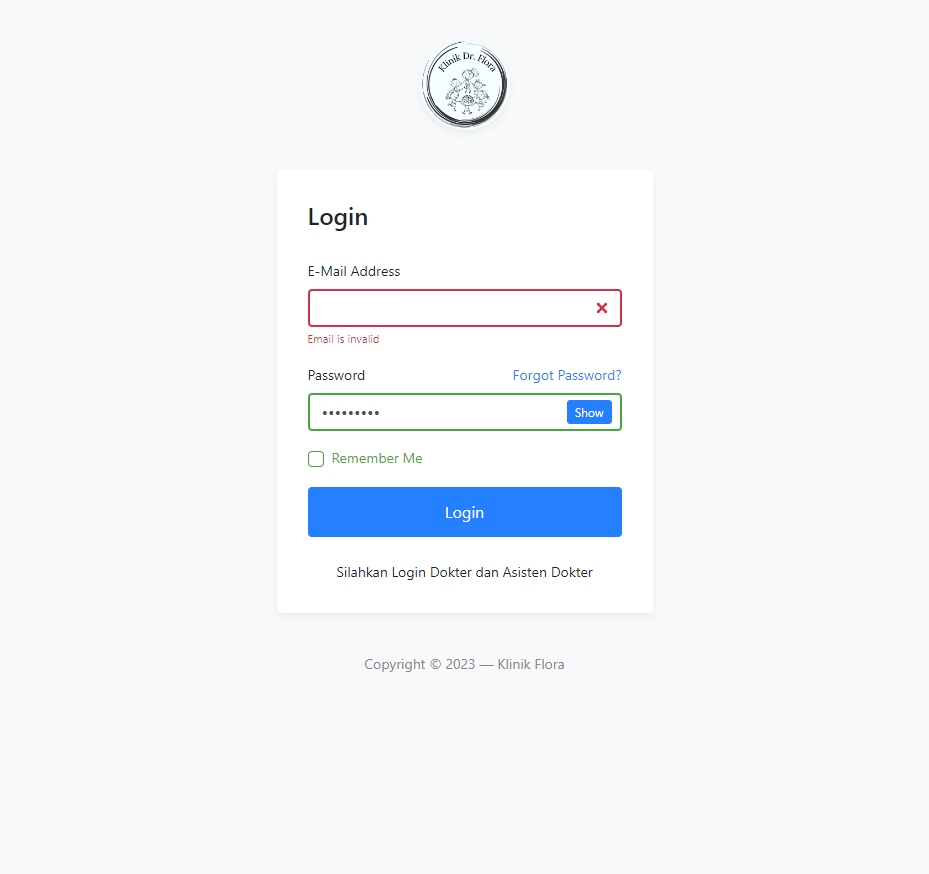 Klinik Dr. Flora
Login
E-Mail Address
Email is invalid
Password Forgot Password?
••••••••• Show
Remember Me
Login
Silahkan Login Dokter dan Asisten Dokter
Copyright © 2023 — Klinik Flora